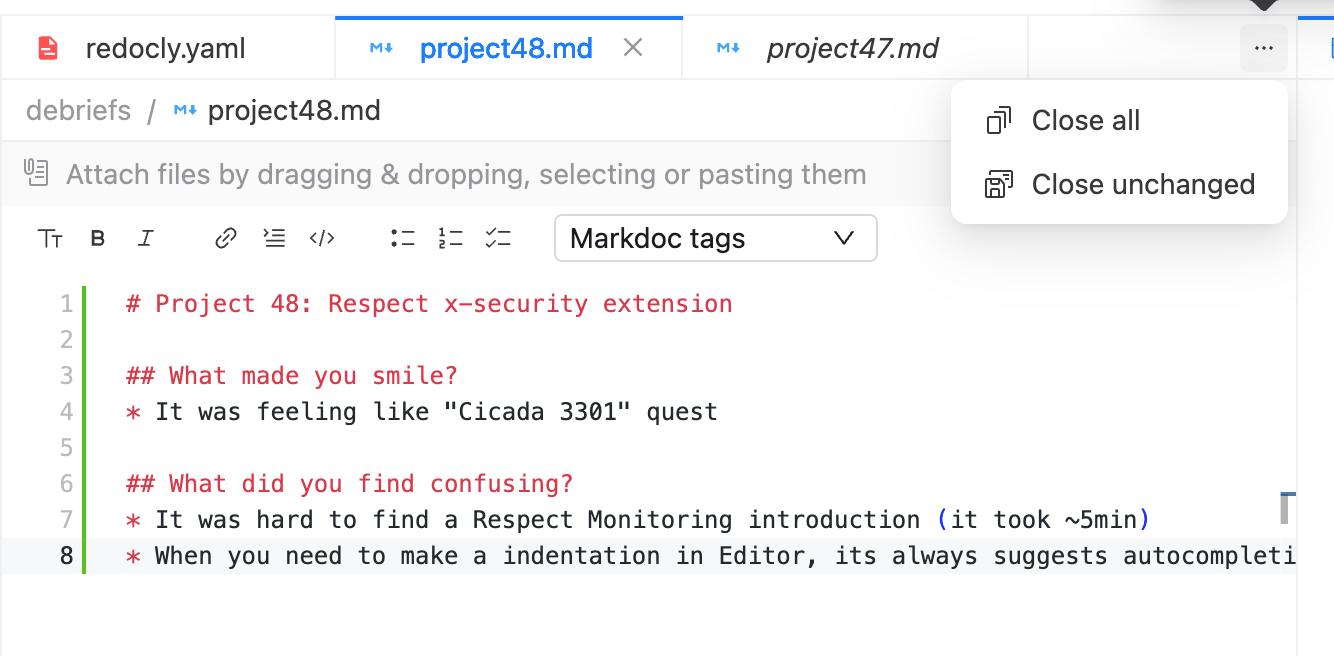 redocly.yaml
project48.md
project47.md
Close all
Close unchanged
debriefs / project48.md
Attach files by dragging & dropping, selecting or pasting them
Markdoc tags
1 # Project 48: Respect x-security extension
2
3 ## What made you smile?
4 * It was feeling like "Cicada 3301" quest
5
6 ## What did you find confusing?
7 * It was hard to find a Respect Monitoring introduction (it took ~5min)
8 * When you need to make a indentation in Editor, its always suggests autocompleti